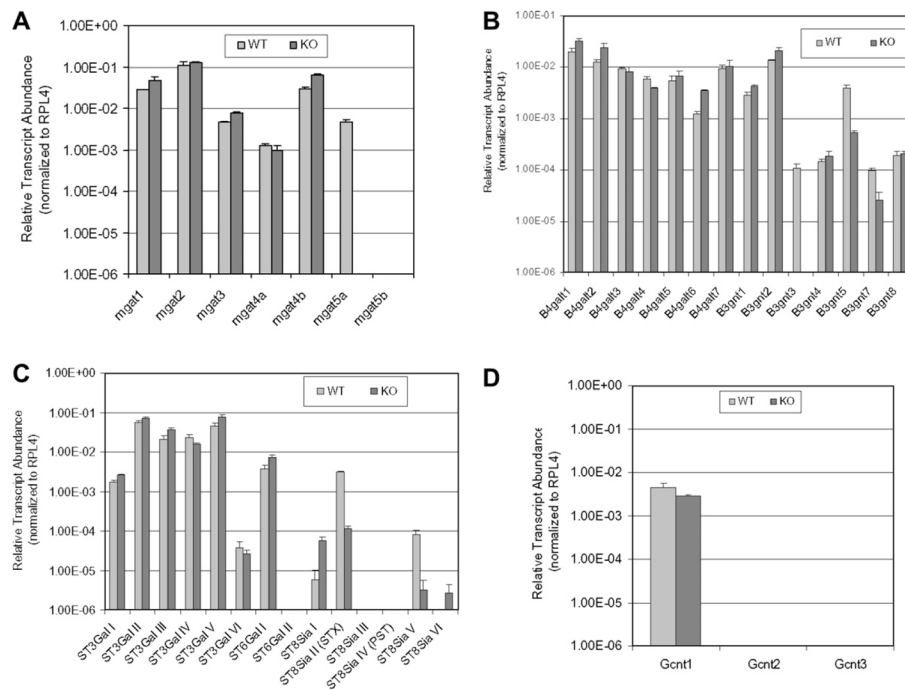 A
Relative Transcript Abundance
(normalized to RPL4)
1.00E+00
1.00E-01
1.00E-02
1.00E-03
1.00E-04
1.00E-05
1.00E-06
WT KO
mgat1 mgat2 mgat3 mgat4a mgat4b mgat5a mgat5b
B
Relative Transcript Abundance
(normalized to RPL4)
1.00E-01
1.00E-02
1.00E-03
1.00E-04
1.00E-05
1.00E-06
WT KO
B4galt1 B4galt2 B4galt3 B4galt4 B4galt5 B4galt6 B4galt7 B3gnt1 B3gnt2 B3gnt3 B3gnt4 B3gnt5 B3gnt7 B3gnt8
C
Relative Transcript Abundance
(normalized to RPL4)
1.00E+00
1.00E-01
1.00E-02
1.00E-03
1.00E-04
1.00E-05
1.00E-06
WT KO
ST3Gal I ST3Gal II ST3Gal III ST3Gal IV ST3Gal V ST3Gal VI ST6Gal I ST6Gal II ST8Sia I ST8Sia II (STX) ST8Sia III ST8Sia IV (PST) ST8Sia V ST8Sia VI
D
Relative Transcript Abundance
(normalized to RPL4)
1.00E+00
1.00E-01
1.00E-02
1.00E-03
1.00E-04
1.00E-05
1.00E-06
WT KO
Gcnt1 Gcnt2 Gcnt3